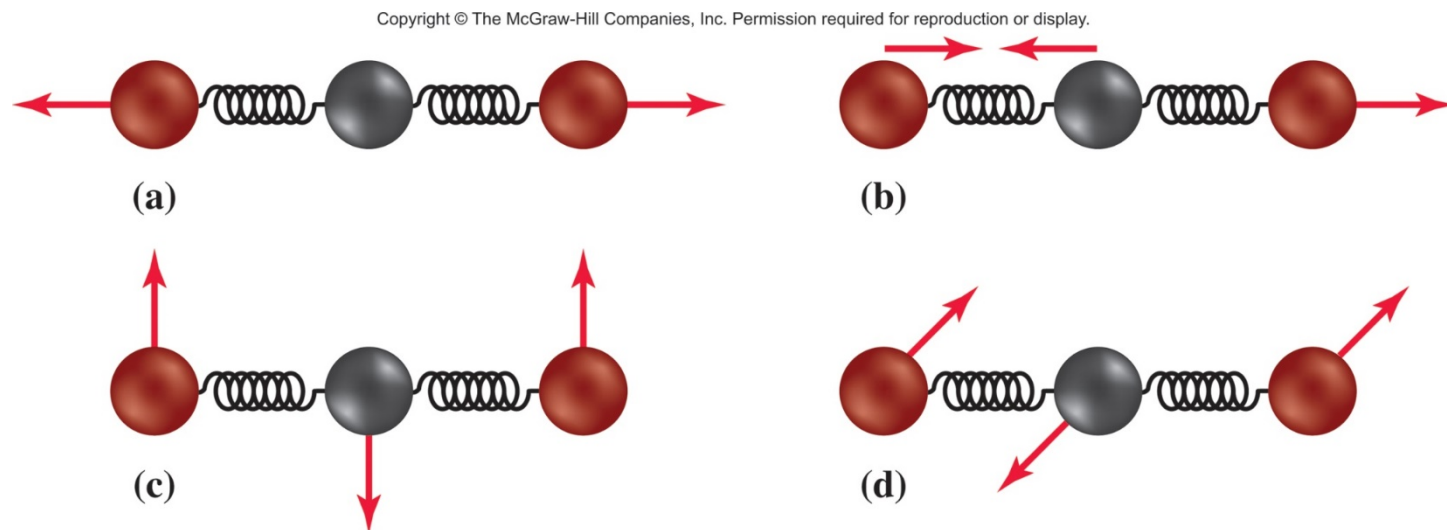 Copyright © The McGraw-Hill Companies, Inc. Permission required for reproduction or display.
(a)
(b)
(c)
(d)